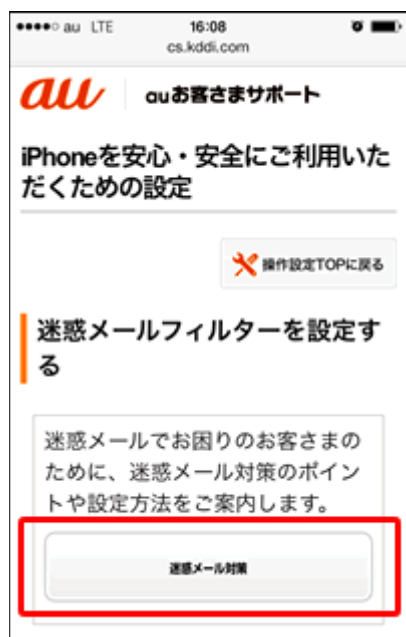 au LTE 16:08
cs.kddi.com
au auお客さまサポート
iPhoneを安心・安全にご利用いた
だくための設定
操作設定TOPに戻る
迷惑メールフィルターを設定す
る
迷惑メールでお困りのお客さまの
ために、迷惑メール対策のポイン
トや設定方法をご案内します。
迷惑メール対策